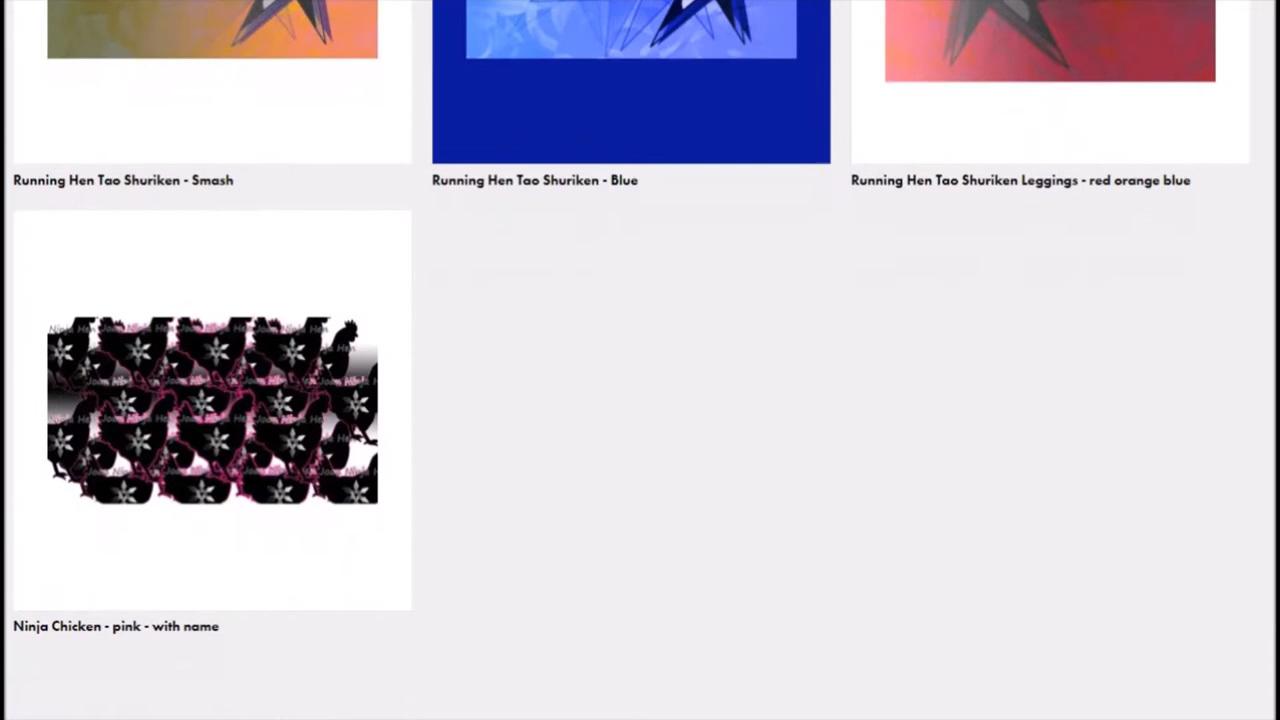 Running Hen Tao Shuriken - Smash
Running Hen Tao Shuriken - Blue
Running Hen Tao Shuriken Leggings - red orange blue
Ninja Chicken - pink - with name